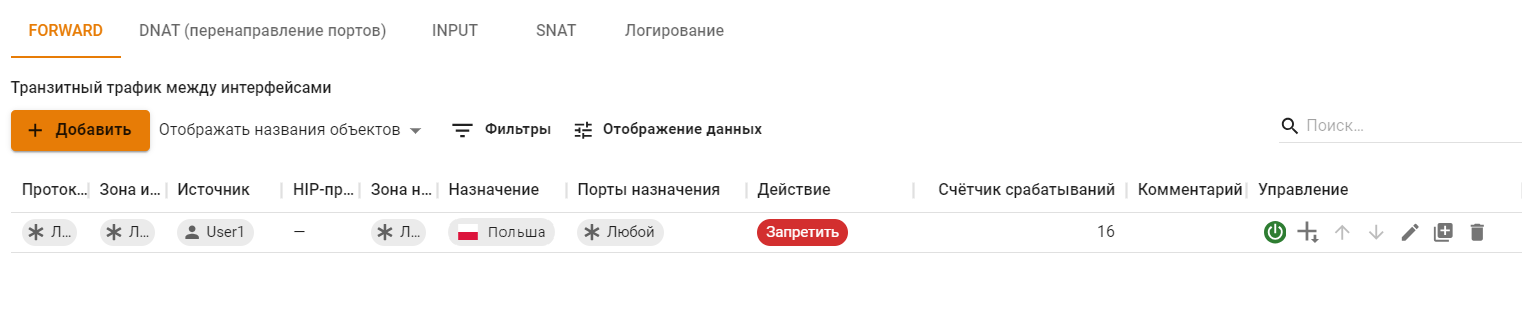 FORWARD DNAT (перенаправление портов) INPUT SNAT Логирование
Транзитный трафик между интерфейсами
Добавить Отображать названия объектов Фильтры Отображение данных Поиск...
Проток... Зона и... Источник HIP-пр... Зона н... Назначение Порты назначения Действие Счётчик срабатываний Комментарий Управление
Л... Л... User1 — Л... Польша Любой Запретить 16